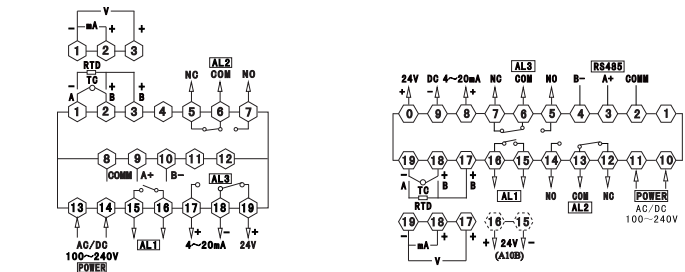 V
− mA +
− + +
1 2 3
RTD
TC
− + +
A B B
AL2
NC COM NO
1 2 3 4 5 6 7
8 9 10 11 12
COMM A+ B−
AL3
13 14 15 16 17 18 19
+ − +
AC/DC AL1 4～20mA 24V
100～240V
POWER
24V DC 4～20mA
+ − +
AL3
NC COM NO
RS485
B− A+ COMM
0 9 8 7 6 5 4 3 2 1
19 18 17 16 15 14 13 12 11 10
− + +
A B B
TC
RTD
AL1
NO COM NC
AL2
POWER
AC/DC
100～240V
19 18 17 16 15
− mA + +
V
+ 24V −
(A10B)